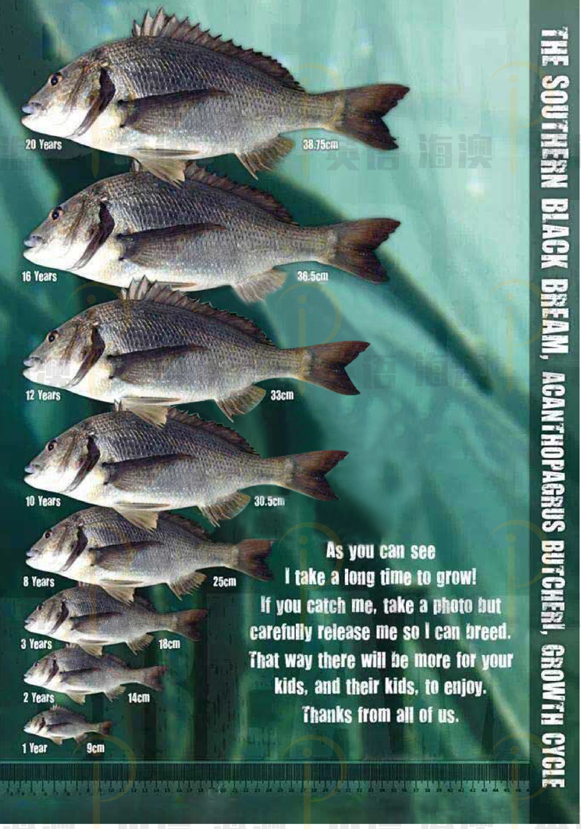 THE SOUTHERN BLACK BREAM, ACANTHOPAGRUS BUTCHERI, GROWTH CYCLE
20 Years
38.75cm
16 Years
36.5cm
12 Years
33cm
10 Years
30.5cm
8 Years
25cm
3 Years
18cm
2 Years
14cm
1 Year
9cm
As you can see
I take a long time to grow!
If you catch me, take a photo but
carefully release me so I can breed.
That way there will be more for your
kids, and their kids, to enjoy.
Thanks from all of us.
海澳